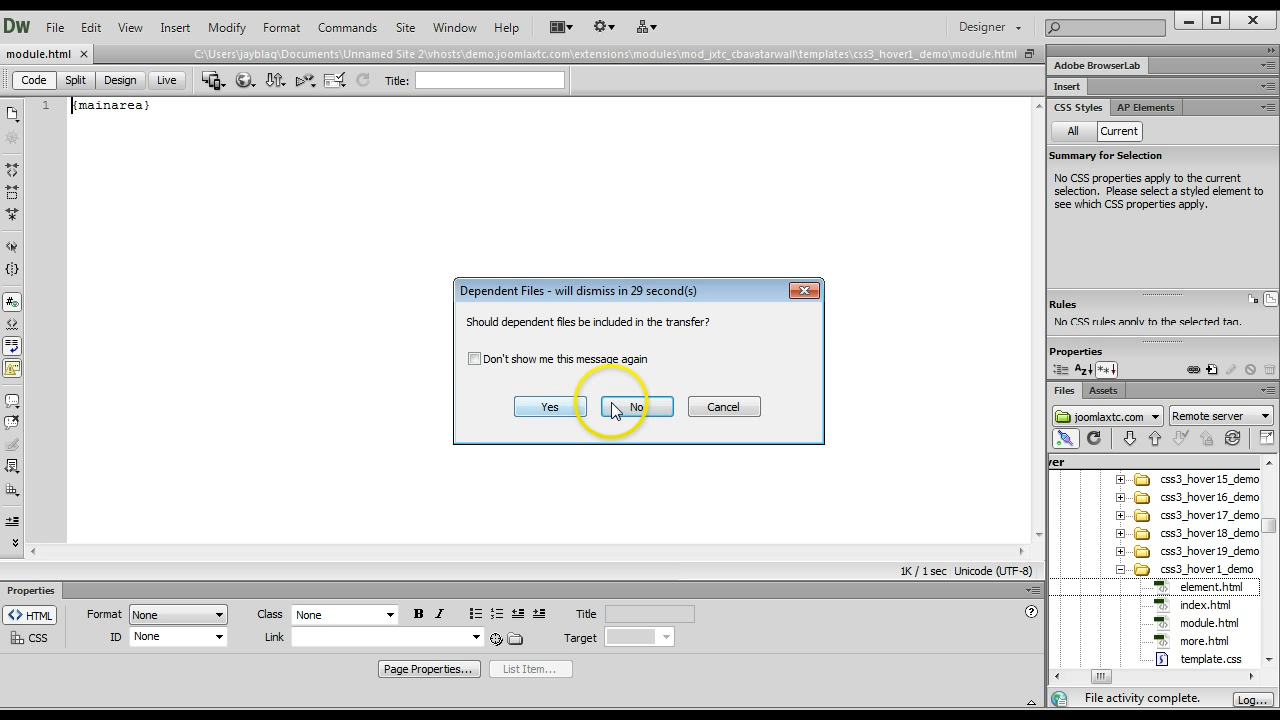 Dw File Edit View Insert Modify Format Commands Site Window Help Designer
module.html C:\Users\jayblaq\Documents\Unnamed Site 2\vhosts\demo.joomlaxtc.com\extensions\modules\mod_jxtc_cbavatarwall\templates\css3_hover1_demo\module.html
Code Split Design Live Title:
1 {mainarea}
Dependent Files - will dismiss in 29 second(s)
Should dependent files be included in the transfer?
Don't show me this message again
Yes No Cancel
1K / 1 sec Unicode (UTF-8)
Properties
<> HTML Format None Class None B I Title
CSS ID None Link Target
Page Properties... List Item...
Adobe BrowserLab
Insert
CSS Styles AP Elements
All Current
Summary for Selection
No CSS properties apply to the current
selection. Please select a styled element to
see which CSS properties apply.
Rules
No CSS rules apply to the selected tag.
Properties
Files Assets
joomlaxtc.com Remote server
ver
css3_hover15_demo
css3_hover16_demo
css3_hover17_demo
css3_hover18_demo
css3_hover19_demo
css3_hover1_demo
element.html
index.html
module.html
more.html
template.css
File activity complete. Log...